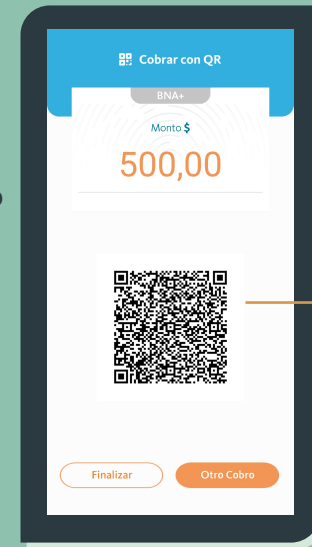 Cobrar con QR
BNA+
Monto $
500,00
Finalizar
Otro Cobro